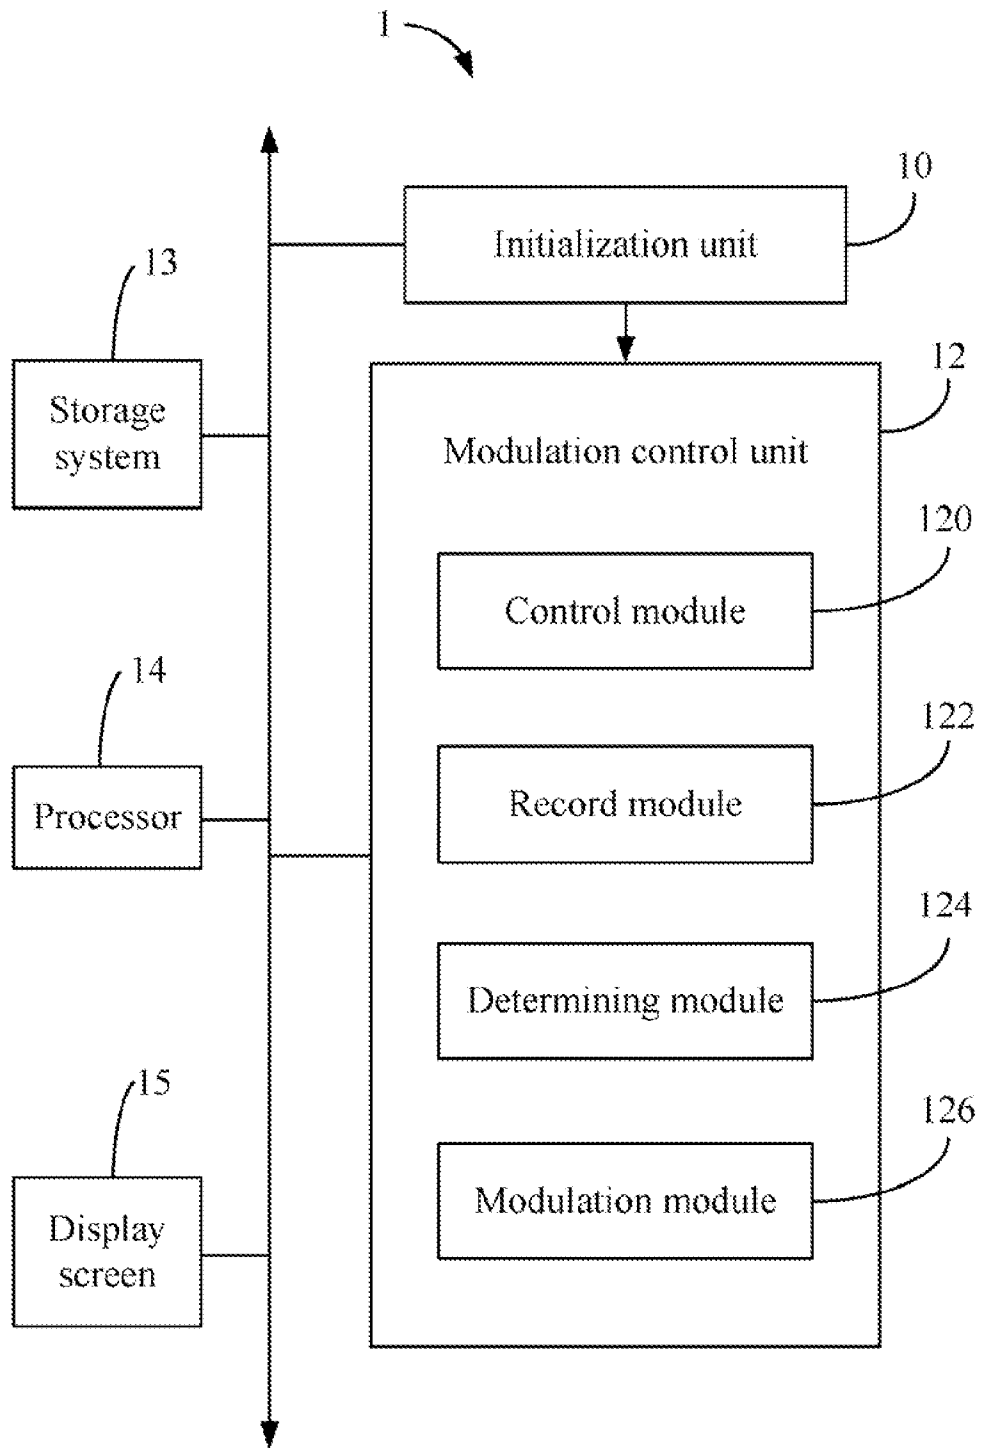 1
10
Initialization unit
13
Storage
system
12
Modulation control unit
120
Control module
14
Processor
122
Record module
124
Determining module
15
Display
screen
126
Modulation module